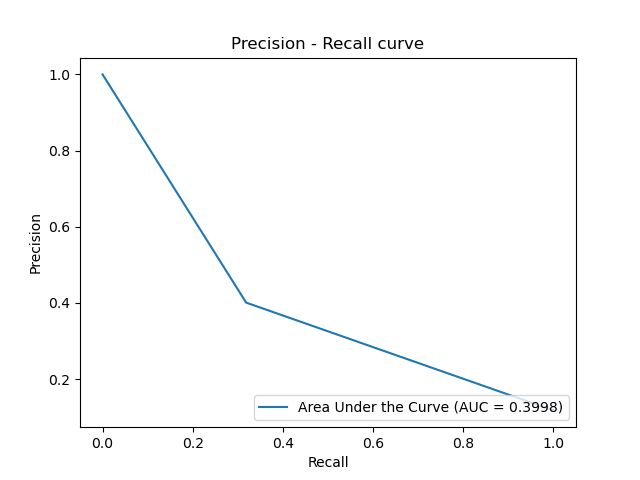 Precision - Recall curve
1.0
0.8
0.6
0.4
0.2
Precision
Area Under the Curve (AUC = 0.3998)
0.0 0.2 0.4 0.6 0.8 1.0
Recall